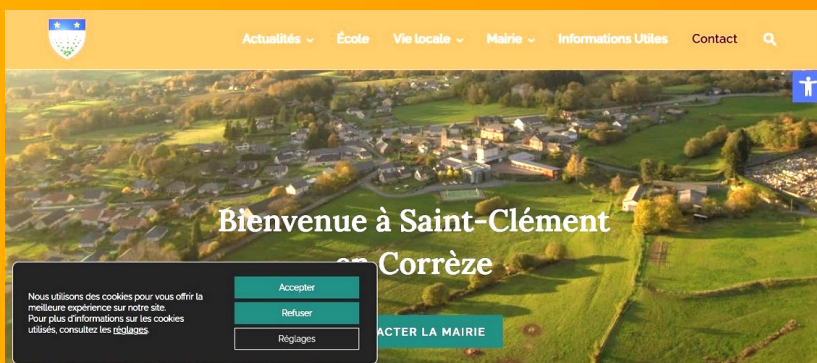 Actualités École Vie locale Mairie Informations Utiles Contact
Bienvenue à Saint-Clément
en Corrèze
ACTER LA MAIRIE
Nous utilisons des cookies pour vous offrir la
meilleure expérience sur notre site.
Pour plus d'informations sur les cookies
utilisés, consultez les réglages.
Accepter
Refuser
Réglages